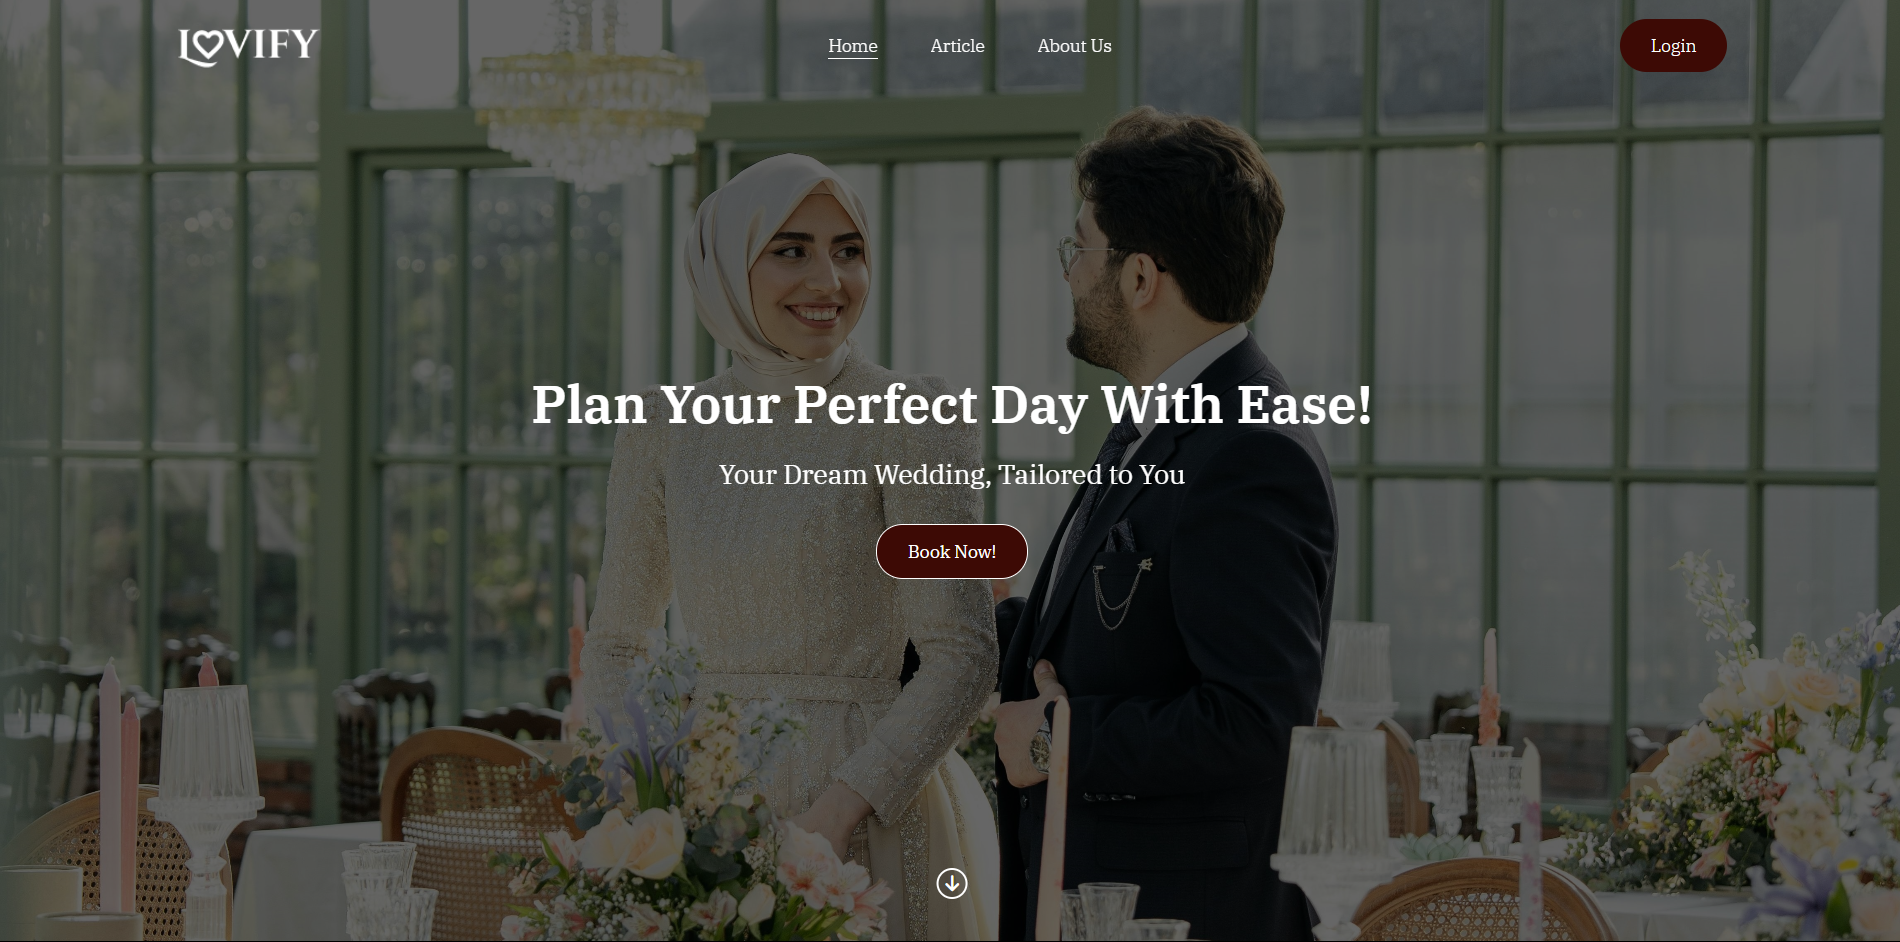 LOVIFY
Home
Article
About Us
Login
Plan Your Perfect Day With Ease!
Your Dream Wedding, Tailored to You
Book Now!